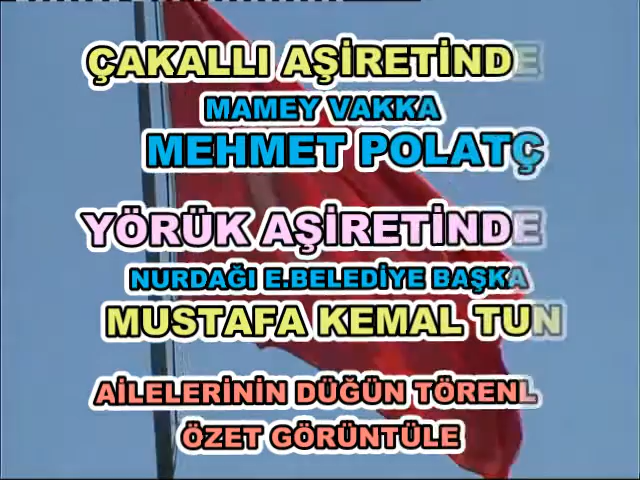 ÇAKALLI AŞİRETİNDE
MAMEY VAKKA
MEHMET POLATÇ
YÖRÜK AŞİRETİNDE
NURDAĞI E.BELEDİYE BAŞKA
MUSTAFA KEMAL TUN
AİLELERİNİN DÜĞÜN TÖRENL
ÖZET GÖRÜNTÜLE